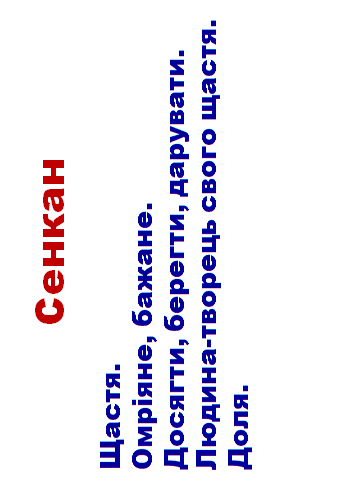 Сенкан
Щастя.
Омріяне, бажане.
Досягти, берегти, дарувати.
Людина-творець свого щастя.
Доля.